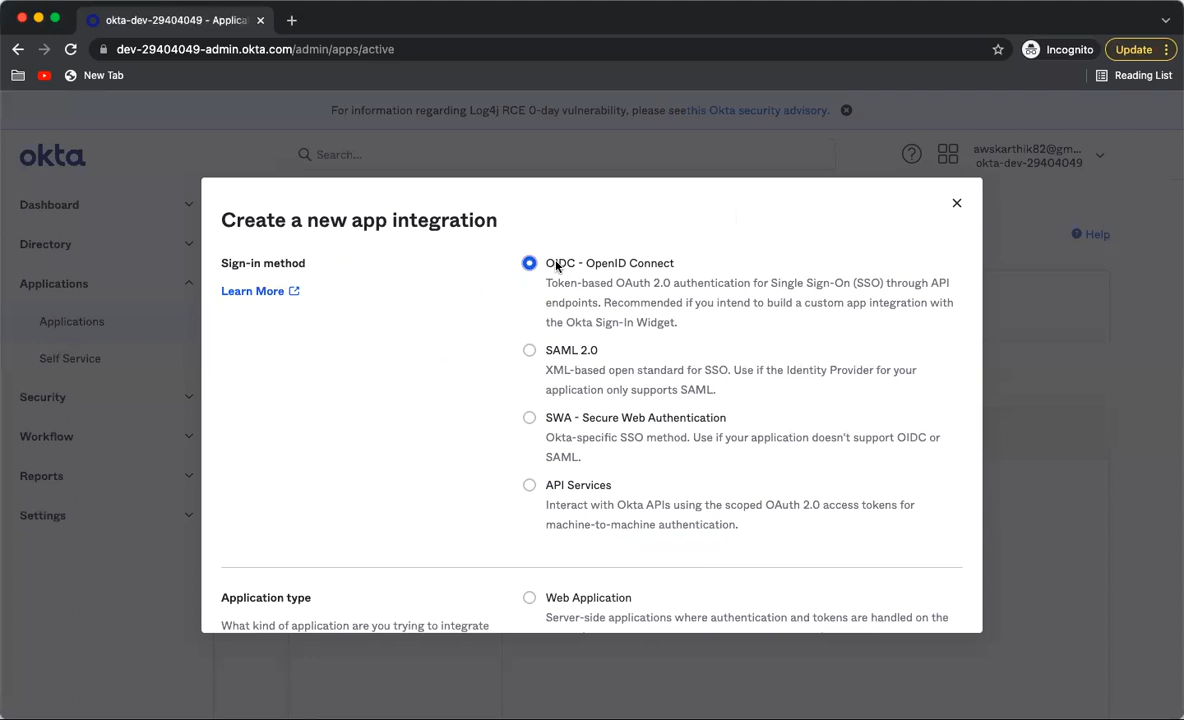 okta-dev-29404049 - Applica
dev-29404049-admin.okta.com/admin/apps/active
Incognito
Update
New Tab
Reading List
For information regarding Log4j RCE 0-day vulnerability, please see this Okta security advisory.
okta
Search...
awskarthik82@gm...
okta-dev-29404049
Dashboard
Directory
Applications
Applications
Self Service
Security
Workflow
Reports
Settings
Help
Create a new app integration
Sign-in method
Learn More
OIDC - OpenID Connect
Token-based OAuth 2.0 authentication for Single Sign-On (SSO) through API
endpoints. Recommended if you intend to build a custom app integration with
the Okta Sign-In Widget.
SAML 2.0
XML-based open standard for SSO. Use if the Identity Provider for your
application only supports SAML.
SWA - Secure Web Authentication
Okta-specific SSO method. Use if your application doesn't support OIDC or
SAML.
API Services
Interact with Okta APIs using the scoped OAuth 2.0 access tokens for
machine-to-machine authentication.
Application type
What kind of application are you trying to integrate
Web Application
Server-side applications where authentication and tokens are handled on the